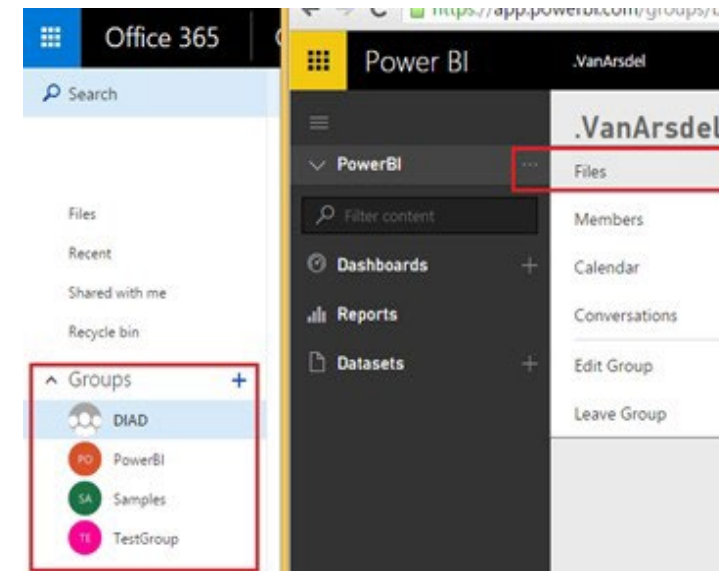 Office 365
Search
Files
Recent
Shared with me
Recycle bin
Groups +
DIAD
PO PowerBI
SA Samples
TE TestGroup
https://app.powerbi.com/groups/
Power BI
.VanArsdel
PowerBI ...
Filter content
Dashboards +
Reports
Datasets +
.VanArsdel
Files
Members
Calendar
Conversations
Edit Group
Leave Group